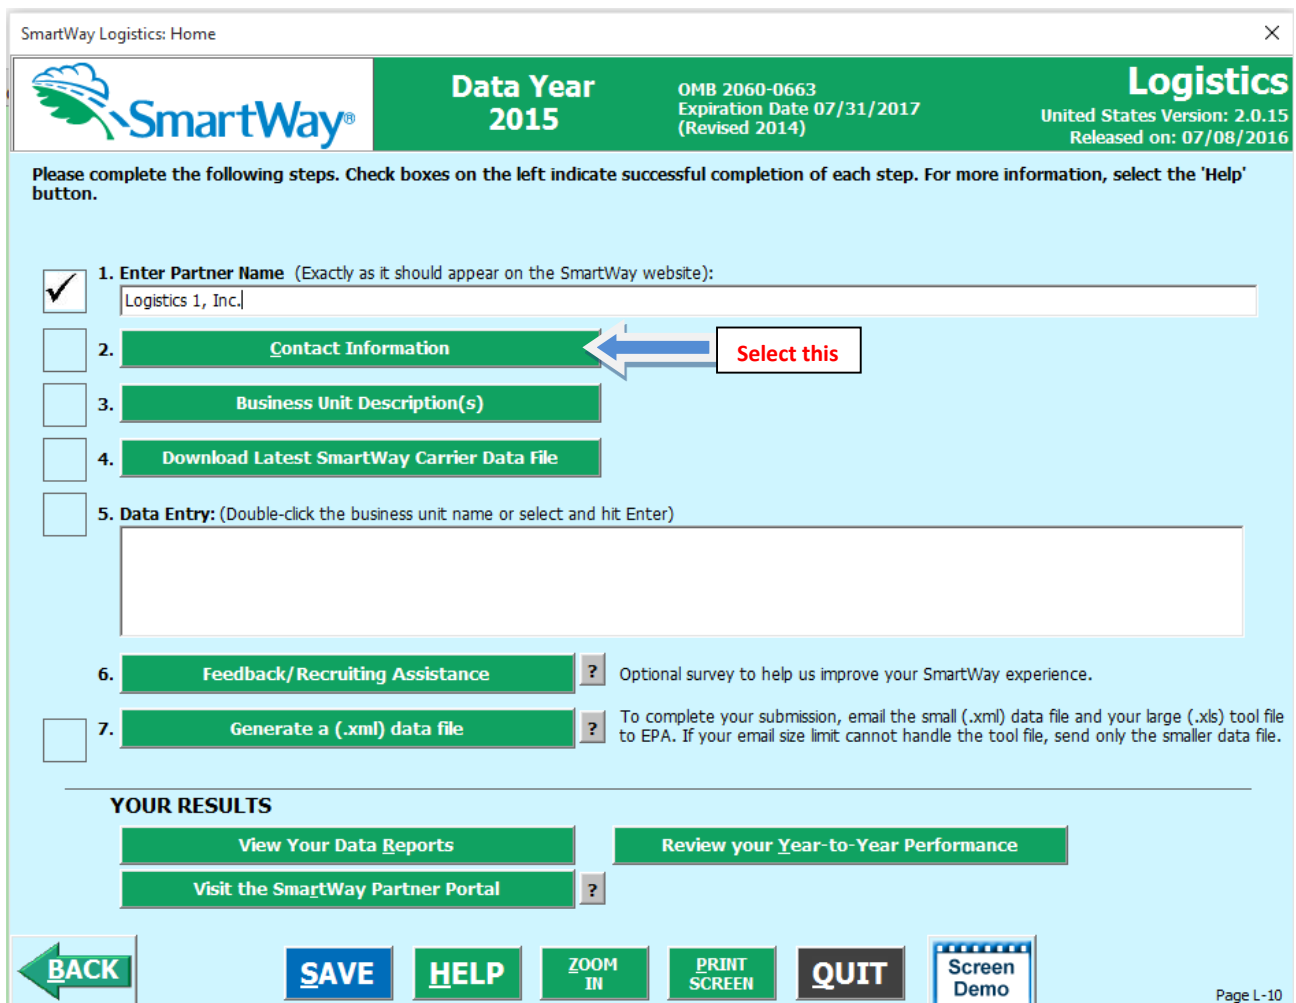 SmartWay Logistics: Home
SmartWay®
Data Year
2015
OMB 2060-0663
Expiration Date 07/31/2017
(Revised 2014)
Logistics
United States Version: 2.0.15
Released on: 07/08/2016
Please complete the following steps. Check boxes on the left indicate successful completion of each step. For more information, select the 'Help'
button.
1. Enter Partner Name (Exactly as it should appear on the SmartWay website):
Logistics 1, Inc.
2. Contact Information
Select this
3. Business Unit Description(s)
4. Download Latest SmartWay Carrier Data File
5. Data Entry: (Double-click the business unit name or select and hit Enter)
6. Feedback/Recruiting Assistance ? Optional survey to help us improve your SmartWay experience.
7. Generate a (.xml) data file ? To complete your submission, email the small (.xml) data file and your large (.xls) tool file
to EPA. If your email size limit cannot handle the tool file, send only the smaller data file.
YOUR RESULTS
View Your Data Reports
Review your Year-to-Year Performance
Visit the SmartWay Partner Portal ?
BACK
SAVE
HELP
ZOOM
IN
PRINT
SCREEN
QUIT
Screen
Demo
Page L-10